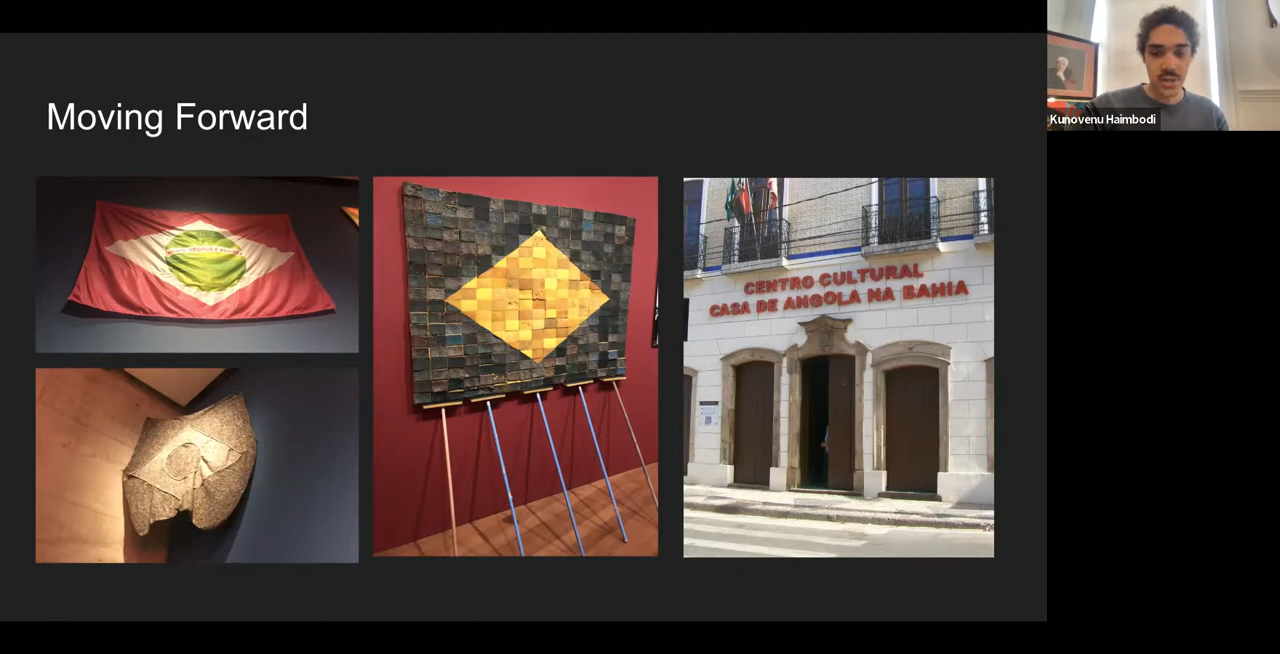 Moving Forward
CENTRO CULTURAL
CASA DE ANGOLA NA BAHIA
Kunovenu Haimbodi